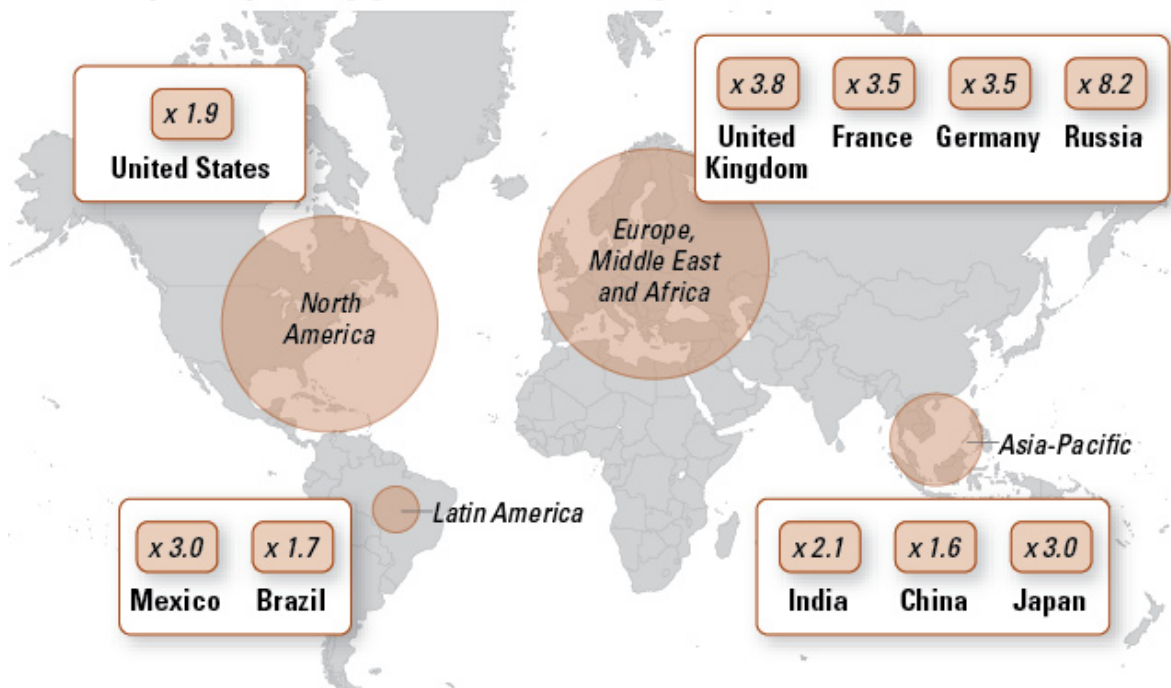 x 1.9
United States
x 3.8 x 3.5 x 3.5 x 8.2
United France Germany Russia
Kingdom
Europe,
Middle East
and Africa
North
America
Asia-Pacific
Latin America
x 3.0 x 1.7
Mexico Brazil
x 2.1 x 1.6 x 3.0
India China Japan